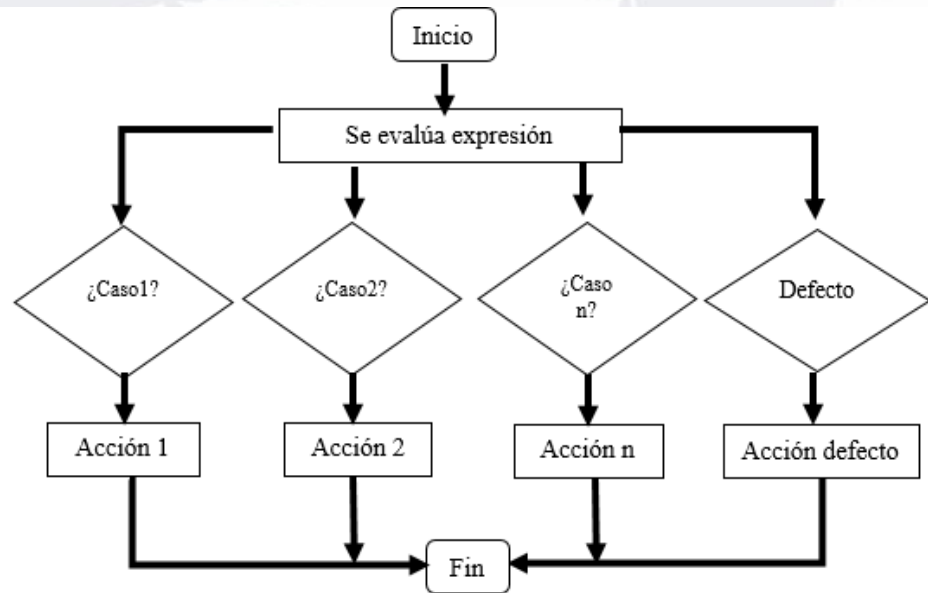 Inicio
Se evalúa expresión
¿Caso1?
¿Caso2?
¿Caso
n?
Defecto
Acción 1
Acción 2
Acción n
Acción defecto
Fin